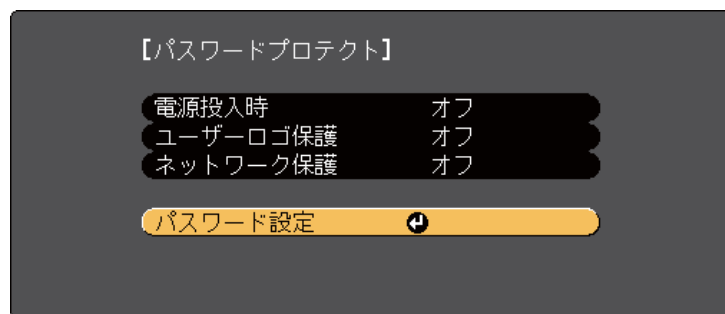 【パスワードプロテクト】
電源投入時 オフ
ユーザーロゴ保護 オフ
ネットワーク保護 オフ
パスワード設定